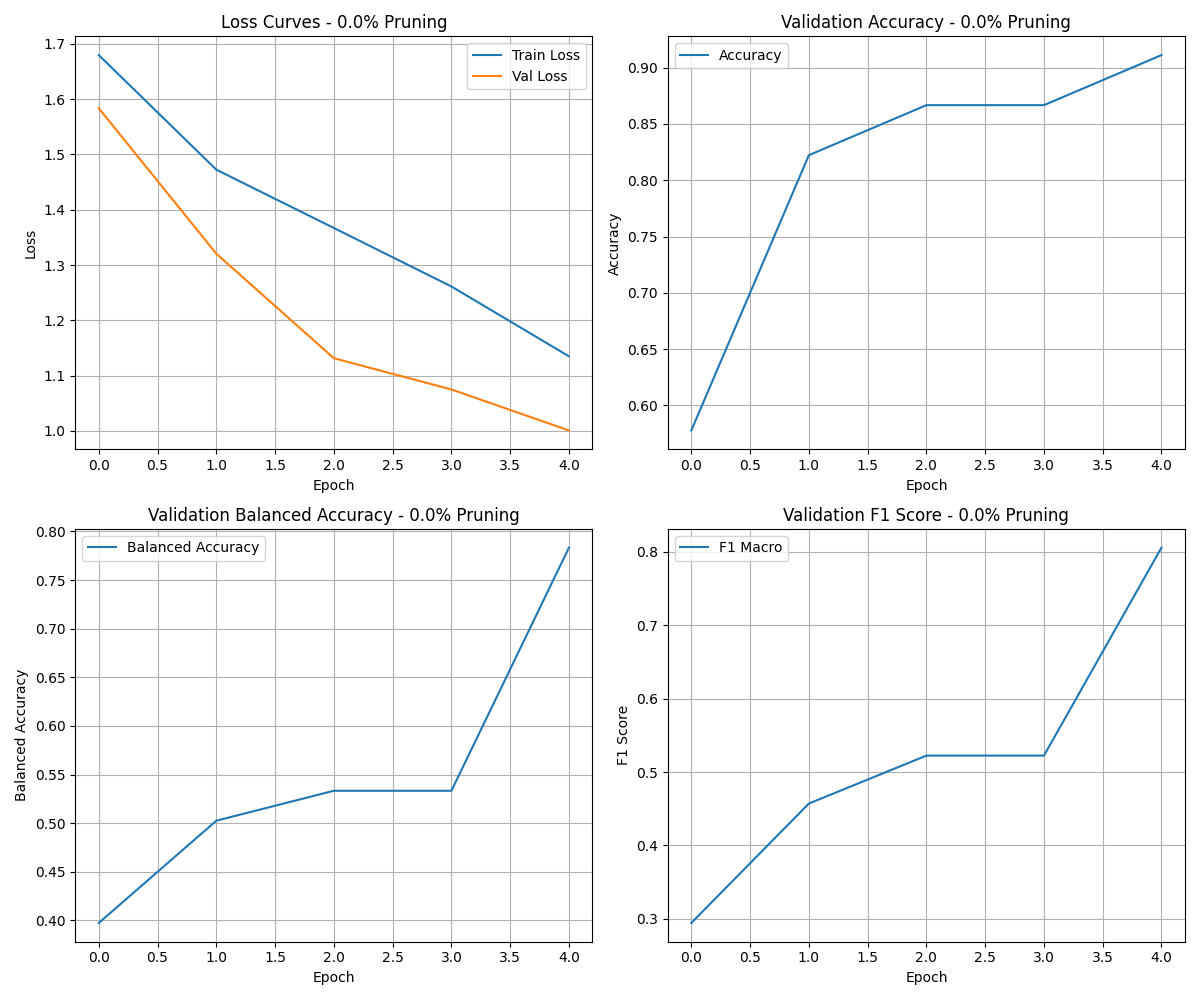 Loss Curves - 0.0% Pruning
1.7
1.6
1.5
1.4
1.3
1.2
1.1
1.0
Loss
Train Loss
Val Loss
0.0 0.5 1.0 1.5 2.0 2.5 3.0 3.5 4.0
Epoch
Validation Accuracy - 0.0% Pruning
0.90
0.85
0.80
0.75
0.70
0.65
0.60
Accuracy
Accuracy
0.0 0.5 1.0 1.5 2.0 2.5 3.0 3.5 4.0
Epoch
Validation Balanced Accuracy - 0.0% Pruning
0.80
0.75
0.70
0.65
0.60
0.55
0.50
0.45
0.40
Balanced Accuracy
Balanced Accuracy
0.0 0.5 1.0 1.5 2.0 2.5 3.0 3.5 4.0
Epoch
Validation F1 Score - 0.0% Pruning
0.8
0.7
0.6
0.5
0.4
0.3
F1 Score
F1 Macro
0.0 0.5 1.0 1.5 2.0 2.5 3.0 3.5 4.0
Epoch